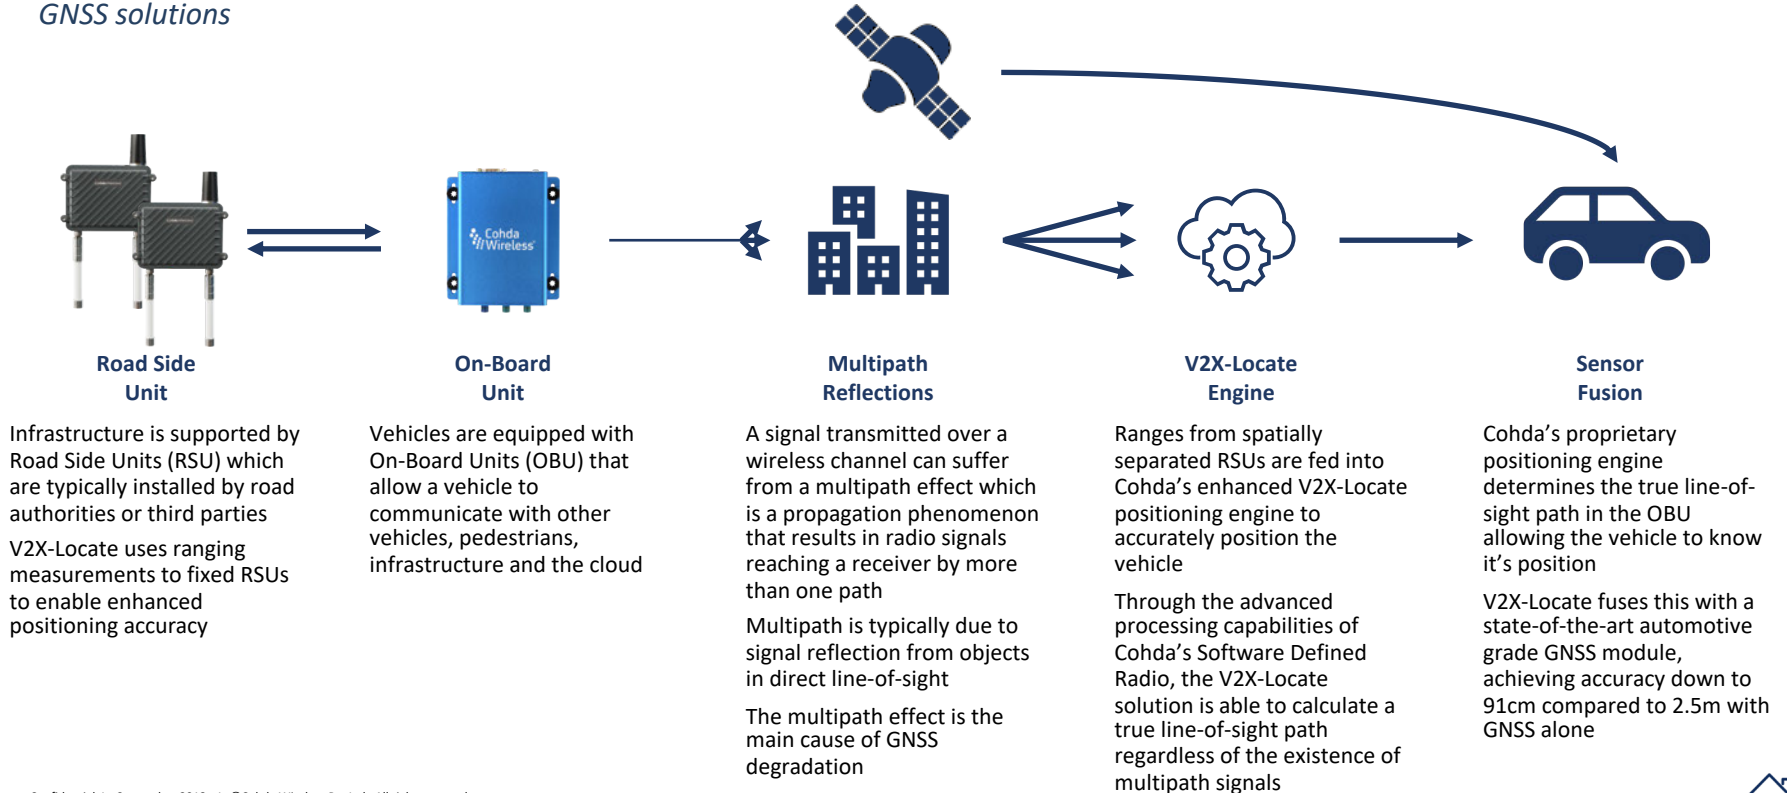 GNSS solutions
Cohda
Wireless
Road Side
Unit
Infrastructure is supported by
Road Side Units (RSU) which
are typically installed by road
authorities or third parties
V2X-Locate uses ranging
measurements to fixed RSUs
to enable enhanced
positioning accuracy
On-Board
Unit
Vehicles are equipped with
On-Board Units (OBU) that
allow a vehicle to
communicate with other
vehicles, pedestrians,
infrastructure and the cloud
Multipath
Reflections
A signal transmitted over a
wireless channel can suffer
from a multipath effect which
is a propagation phenomenon
that results in radio signals
reaching a receiver by more
than one path
Multipath is typically due to
signal reflection from objects
in direct line-of-sight
The multipath effect is the
main cause of GNSS
degradation
V2X-Locate
Engine
Ranges from spatially
separated RSUs are fed into
Cohda's enhanced V2X-Locate
positioning engine to
accurately position the
vehicle
Through the advanced
processing capabilities of
Cohda's Software Defined
Radio, the V2X-Locate
solution is able to calculate a
true line-of-sight path
regardless of the existence of
multipath signals
Sensor
Fusion
Cohda's proprietary
positioning engine
determines the true line-of-
sight path in the OBU
allowing the vehicle to know
it's position
V2X-Locate fuses this with a
state-of-the-art automotive
grade GNSS module,
achieving accuracy down to
91cm compared to 2.5m with
GNSS alone